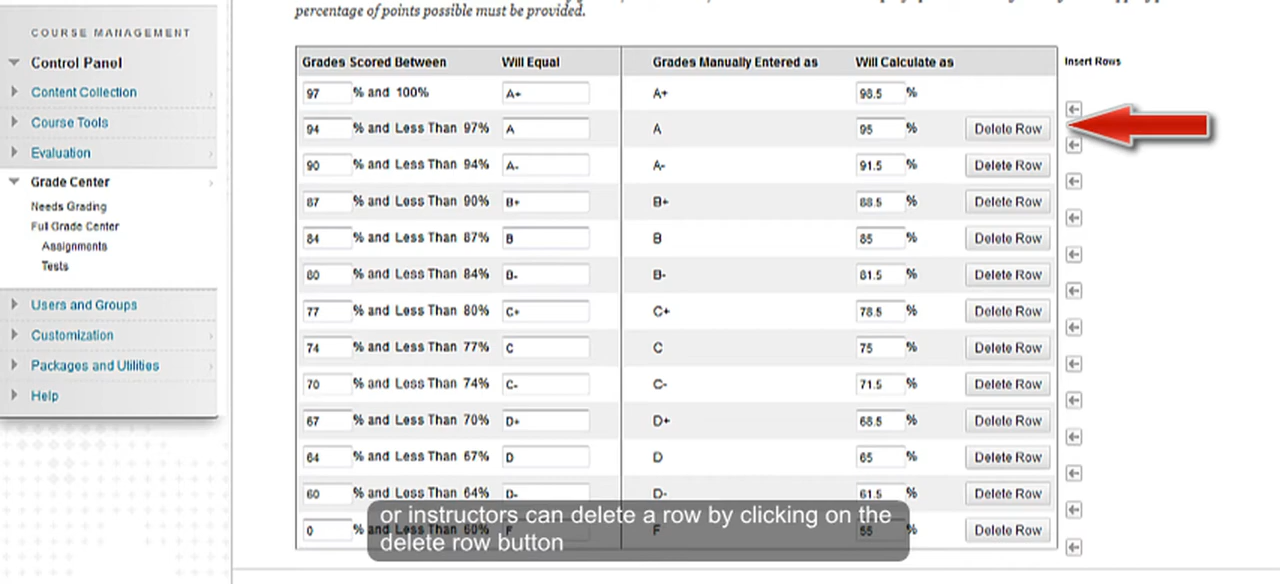 percentage of points possible must be provided.
COURSE MANAGEMENT
Control Panel
Content Collection
Course Tools
Evaluation
Grade Center
Needs Grading
Full Grade Center
Assignments
Tests
Users and Groups
Customization
Packages and Utilities
Help
Grades Scored Between Will Equal Grades Manually Entered as Will Calculate as Insert Rows
97 % and 100% A+ A+ 98.5 %
94 % and Less Than 97% A A 95 % Delete Row
90 % and Less Than 94% A- A- 91.5 % Delete Row
87 % and Less Than 90% B+ B+ 88.5 % Delete Row
84 % and Less Than 87% B B 85 % Delete Row
80 % and Less Than 84% B- B- 81.5 % Delete Row
77 % and Less Than 80% C+ C+ 78.5 % Delete Row
74 % and Less Than 77% C C 75 % Delete Row
70 % and Less Than 74% C- C- 71.5 % Delete Row
67 % and Less Than 70% D+ D+ 68.5 % Delete Row
64 % and Less Than 67% D D 65 % Delete Row
60 % and Less Than 64% D- D- 61.5 % Delete Row
0 % and Less Than 60% F F 55 % Delete Row
or instructors can delete a row by clicking on the
delete row button